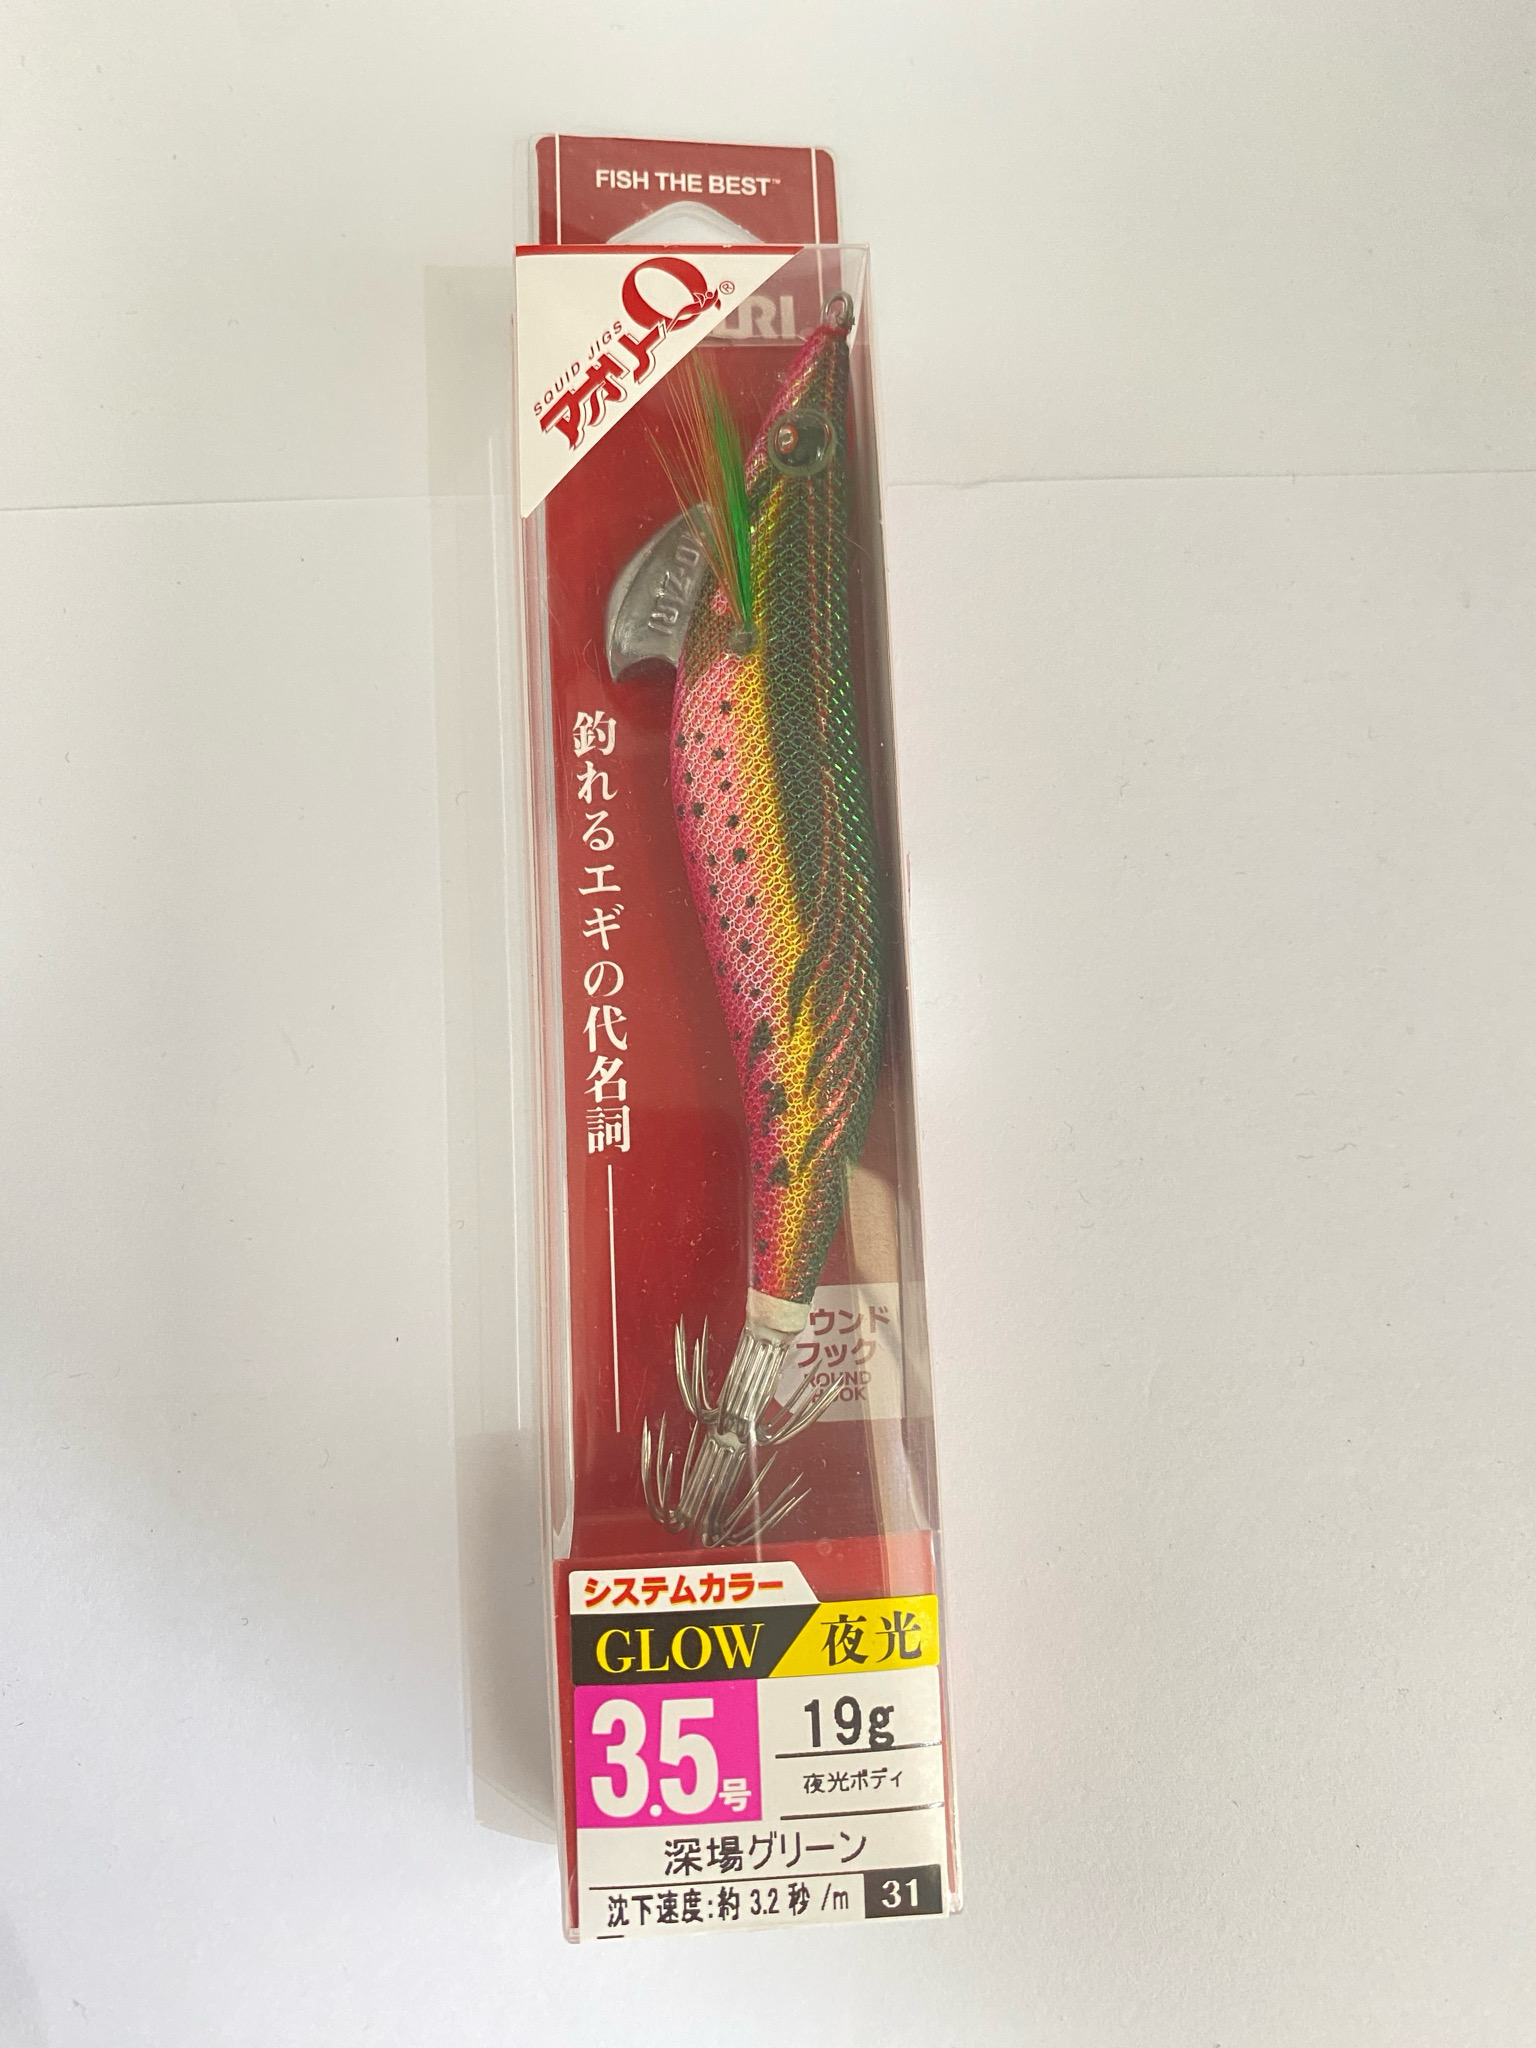 FISH THE BEST™
SQUID JIGS
アオリーQ®
釣れるエギの代名詞
ウンド
フック
ROUND
HOOK
システムカラー
GLOW 夜光
3.5号
19g
夜光ボディ
深場グリーン
沈下速度:約3.2秒/m
31